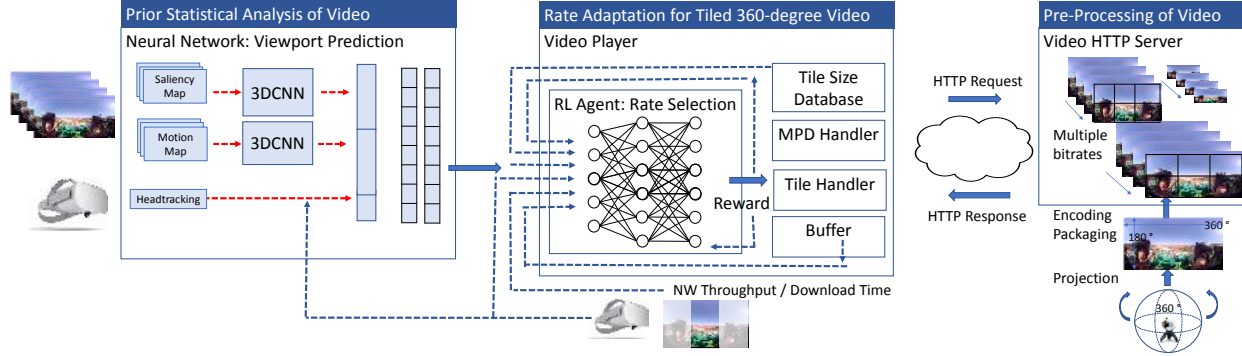 Prior Statistical Analysis of Video
Neural Network: Viewport Prediction
Saliency
Map
3DCNN
Motion
Map
3DCNN
Headtracking
Rate Adaptation for Tiled 360-degree Video
Video Player
RL Agent: Rate Selection
Reward
Tile Size
Database
MPD Handler
Tile Handler
Buffer
NW Throughput / Download Time
HTTP Request
HTTP Response
Pre-Processing of Video
Video HTTP Server
Multiple
bitrates
Encoding
Packaging
360°
180°
Projection
360°